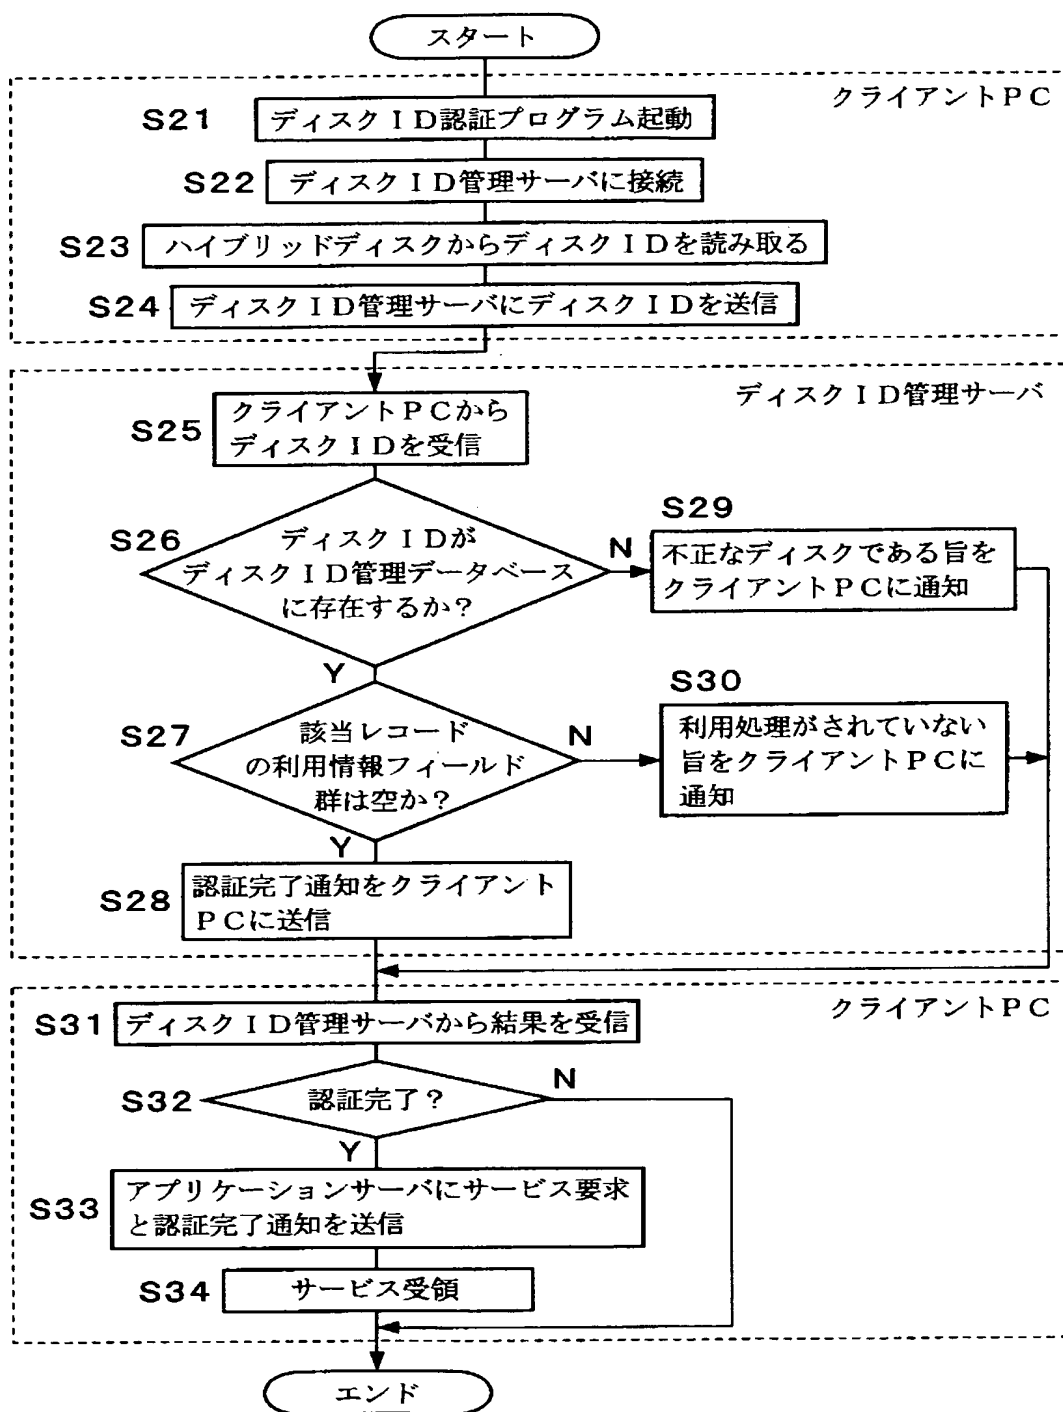 スタート
クライアントPC
S21
ディスクID認証プログラム起動
S22
ディスクID管理サーバに接続
S23
ハイブリッドディスクからディスクIDを読み取る
S24
ディスクID管理サーバにディスクIDを送信
ディスクID管理サーバ
S25
クライアントPCから
ディスクIDを受信
S26
ディスクIDが
ディスクID管理データベース
に存在するか?
N
S29
不正なディスクである旨を
クライアントPCに通知
Y
S27
該当レコード
の利用情報フィールド
群は空か?
N
S30
利用処理がされていない
旨をクライアントPCに
通知
Y
S28
認証完了通知をクライアント
PCに送信
クライアントPC
S31
ディスクID管理サーバから結果を受信
S32
認証完了?
N
Y
S33
アプリケーションサーバにサービス要求
と認証完了通知を送信
S34
サービス受領
エンド